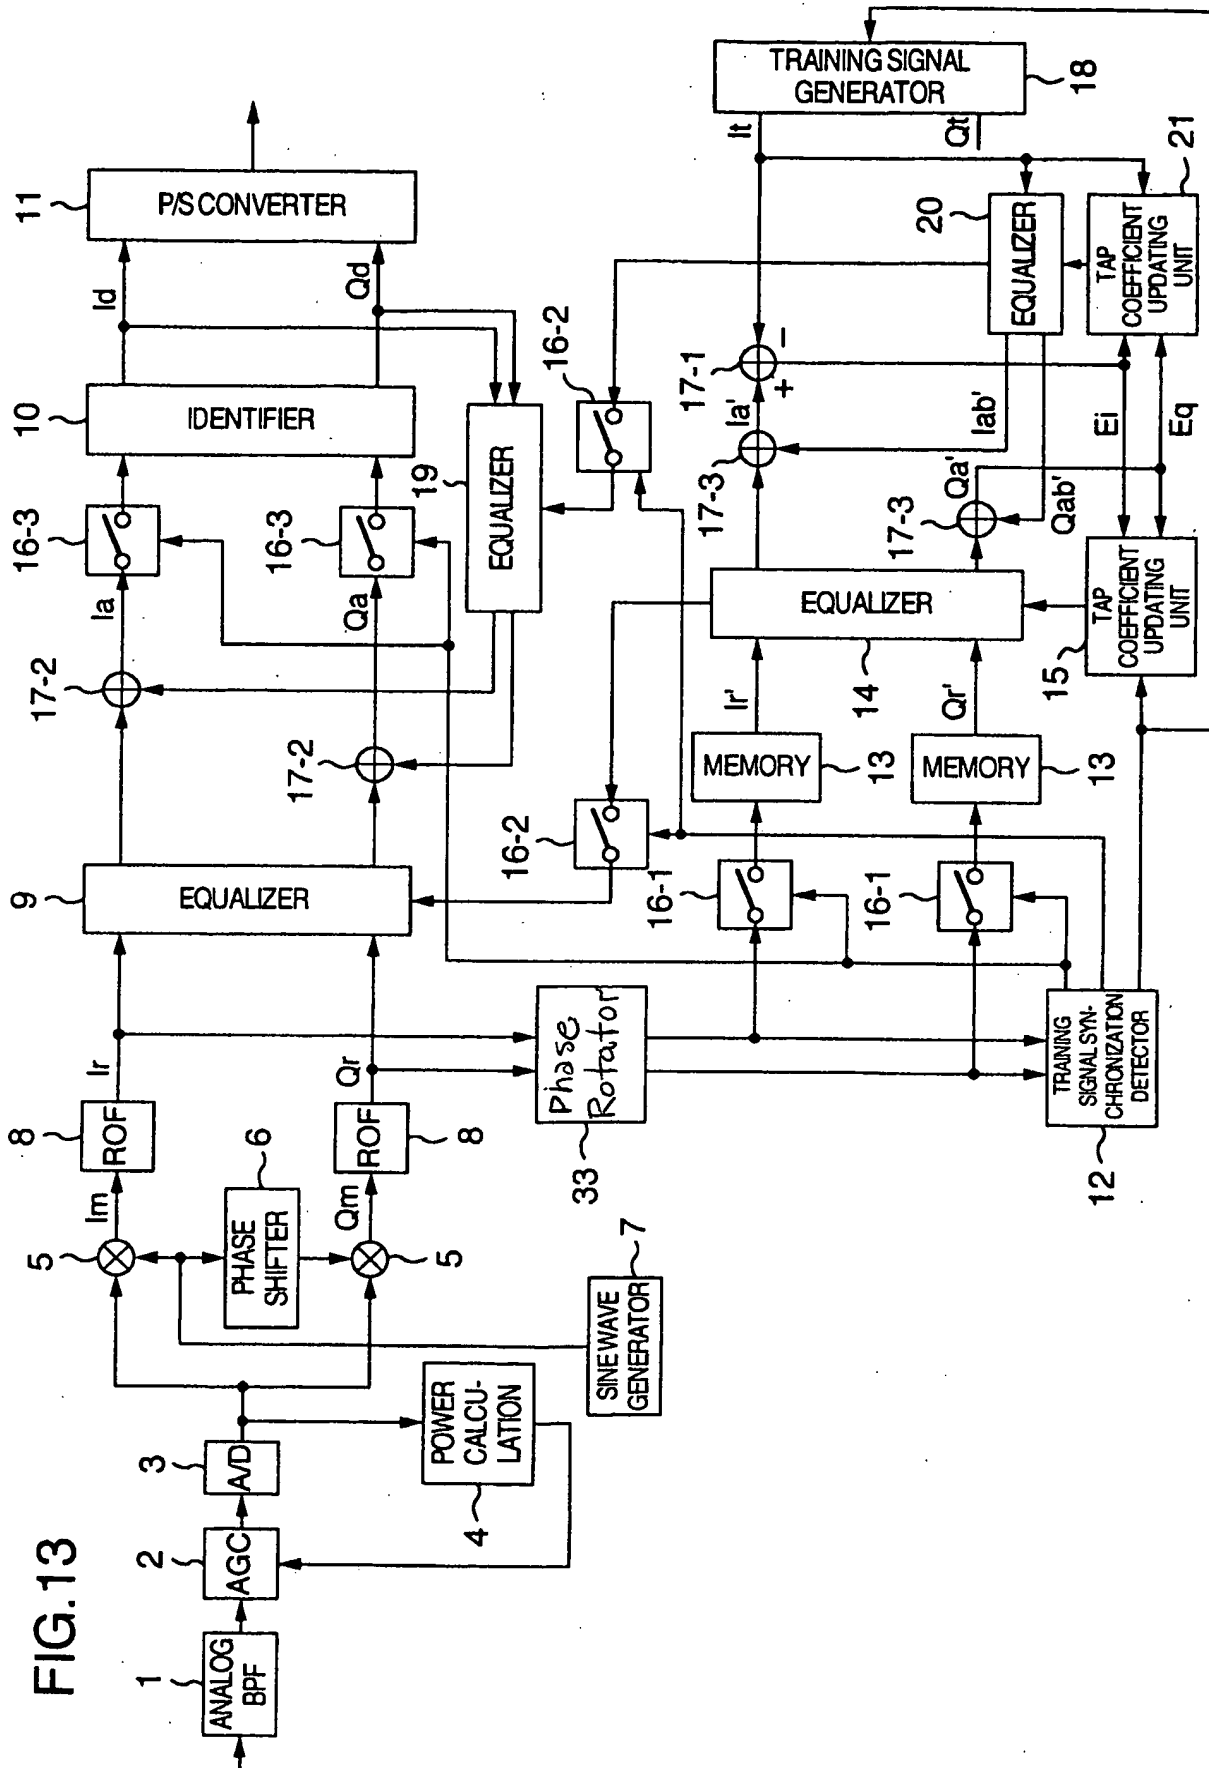 FIG.13
1
ANALOG
BPF
2
AGC
3
A/D
4
POWER
CALCU-
LATION
5
Im
6
PHASE
SHIFTER
5
Qm
7
SINEWAVE
GENERATOR
8
ROF
Ir
8
ROF
Qr
33
Phase
Rotator
12
TRAINING
SIGNAL SYN-
CHRONIZATION
DETECTOR
9
EQUALIZER
17-2
Ia
16-3
17-2
Qa
16-3
10
IDENTIFIER
Id
Qd
11
P/S CONVERTER
19
EQUALIZER
16-2
16-2
16-1
16-1
MEMORY
13
MEMORY
13
Ir'
Qr'
14
EQUALIZER
15
TAP
COEFFICIENT
UPDATING
UNIT
17-3
Ia'
17-1
+
−
17-3
Qa'
Qab'
Iab'
Ei
Eq
20
EQUALIZER
21
TAP
COEFFICIENT
UPDATING
UNIT
It
Qt
18
TRAINING SIGNAL
GENERATOR